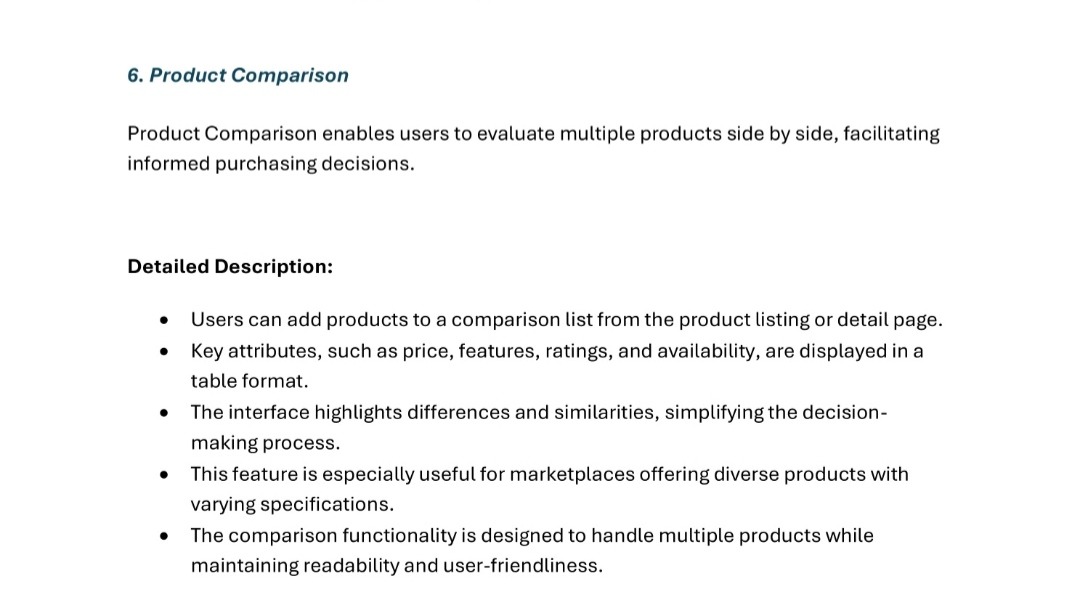 6. Product Comparison
Product Comparison enables users to evaluate multiple products side by side, facilitating
informed purchasing decisions.
Detailed Description:
• Users can add products to a comparison list from the product listing or detail page.
• Key attributes, such as price, features, ratings, and availability, are displayed in a
table format.
• The interface highlights differences and similarities, simplifying the decision-
making process.
• This feature is especially useful for marketplaces offering diverse products with
varying specifications.
• The comparison functionality is designed to handle multiple products while
maintaining readability and user-friendliness.